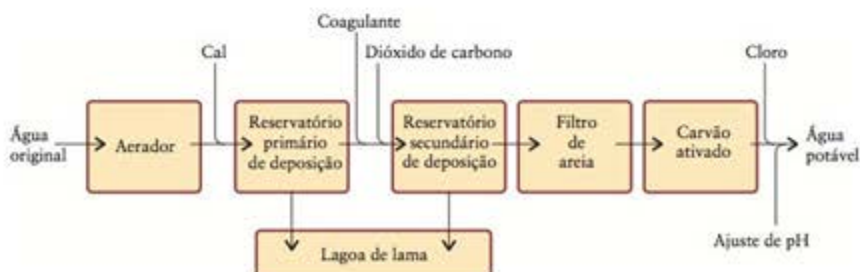 Coagulante
Cal
Dióxido de carbono
Cloro
Água
original
Aerador
Reservatório
primário
de deposição
Reservatório
secundário
de deposição
Filtro
de
areia
Carvão
ativado
Água
potável
Ajuste de pH
Lagoa de lama